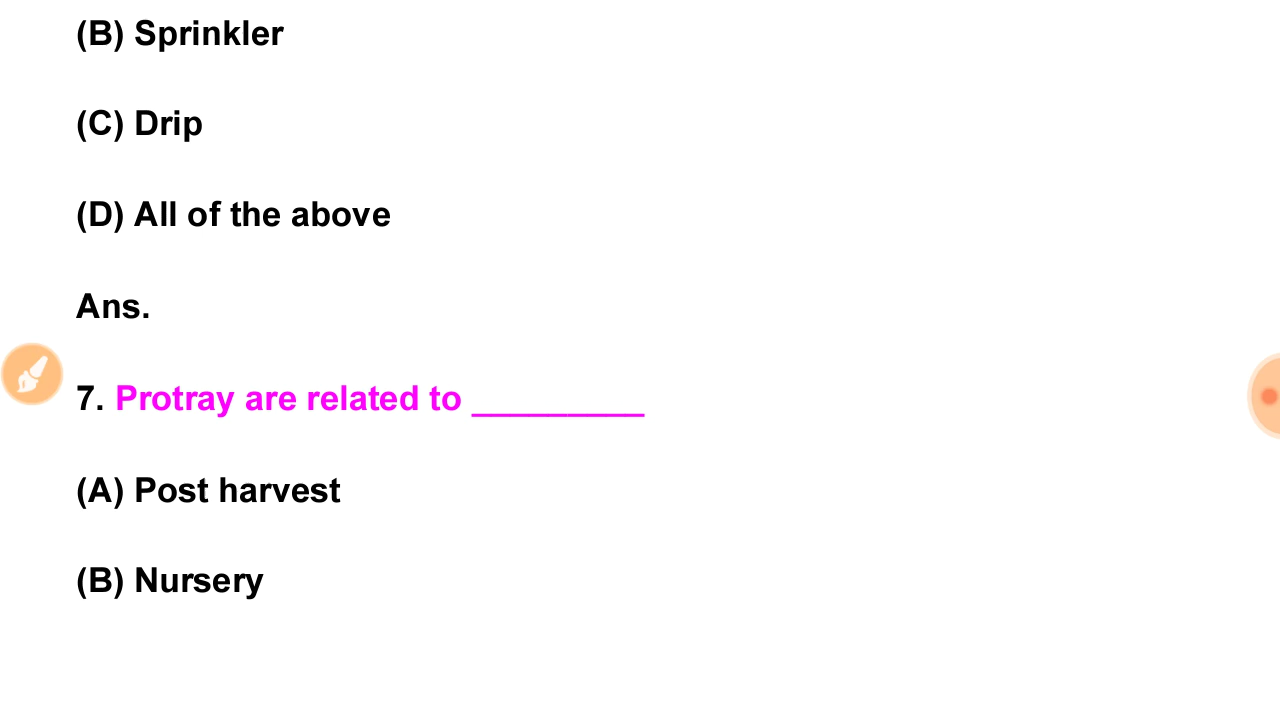 (B) Sprinkler
(C) Drip
(D) All of the above
Ans.
7. Protray are related to _________
(A) Post harvest
(B) Nursery